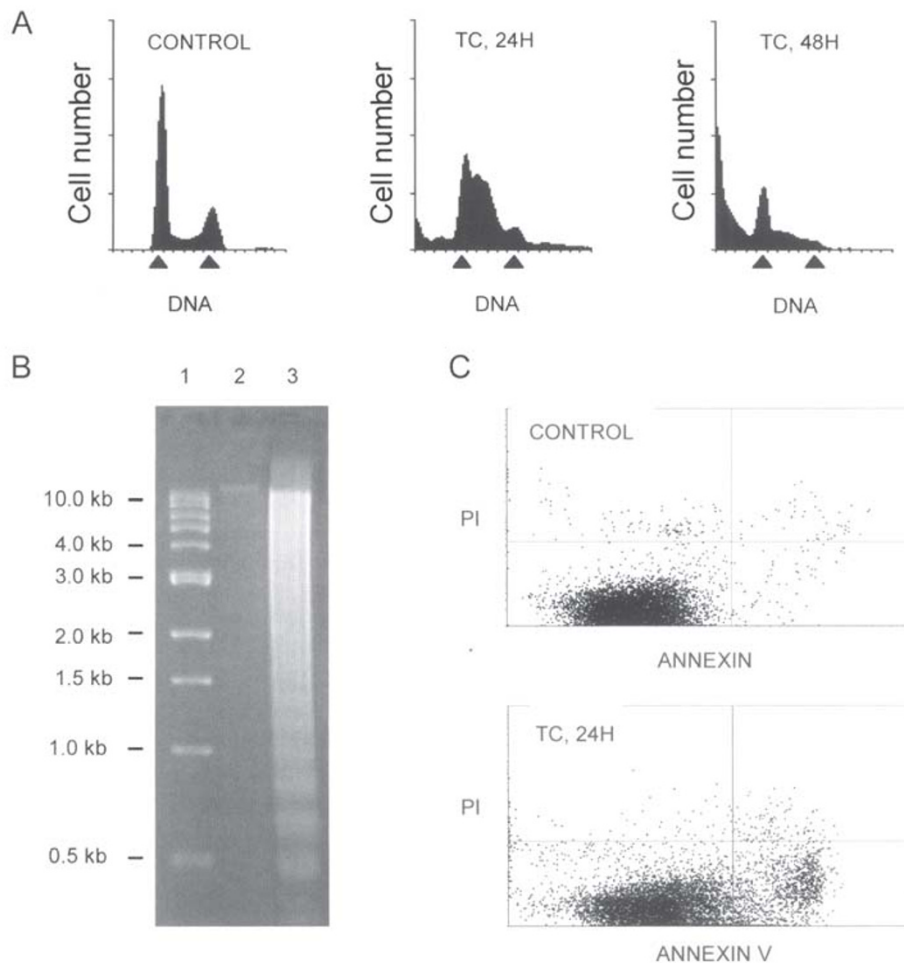 A
CONTROL
Cell number
DNA
TC, 24H
Cell number
DNA
TC, 48H
Cell number
DNA
B
1 2 3
10.0 kb
4.0 kb
3.0 kb
2.0 kb
1.5 kb
1.0 kb
0.5 kb
C
CONTROL
PI
ANNEXIN
TC, 24H
PI
ANNEXIN V